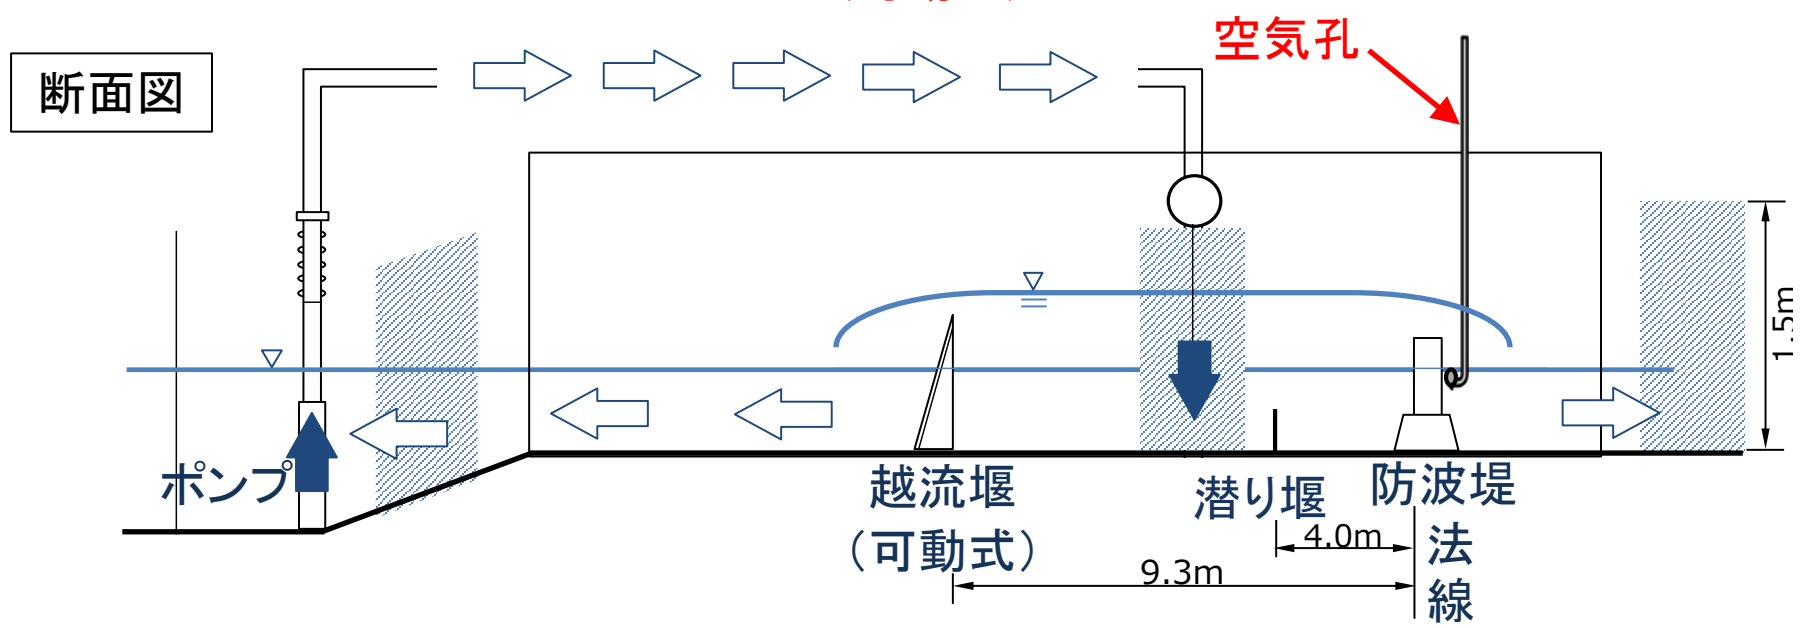 空気孔
断面図
1.5m
ポンプ
越流堰
(可動式)
潜り堰
防波堤
法線
4.0m
9.3m